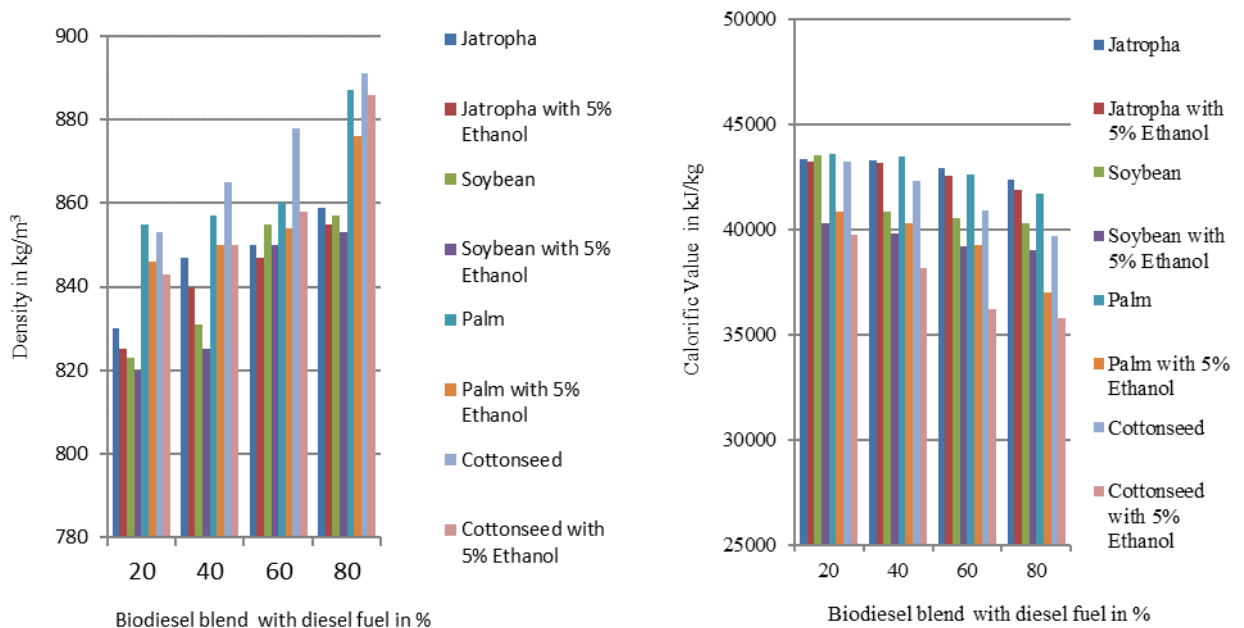 900
880
860
840
820
800
780
Density in kg/m³
20 40 60 80
Biodiesel blend with diesel fuel in %
Jatropha
Jatropha with 5%
Ethanol
Soybean
Soybean with 5%
Ethanol
Palm
Palm with 5%
Ethanol
Cottonseed
Cottonseed with
5% Ethanol
50000
45000
40000
35000
30000
25000
Calorific Value in kJ/kg
20 40 60 80
Biodiesel blend with diesel fuel in %
Jatropha
Jatropha with
5% Ethanol
Soybean
Soybean with
5% Ethanol
Palm
Palm with 5%
Ethanol
Cottonseed
Cottonseed
with 5%
Ethanol